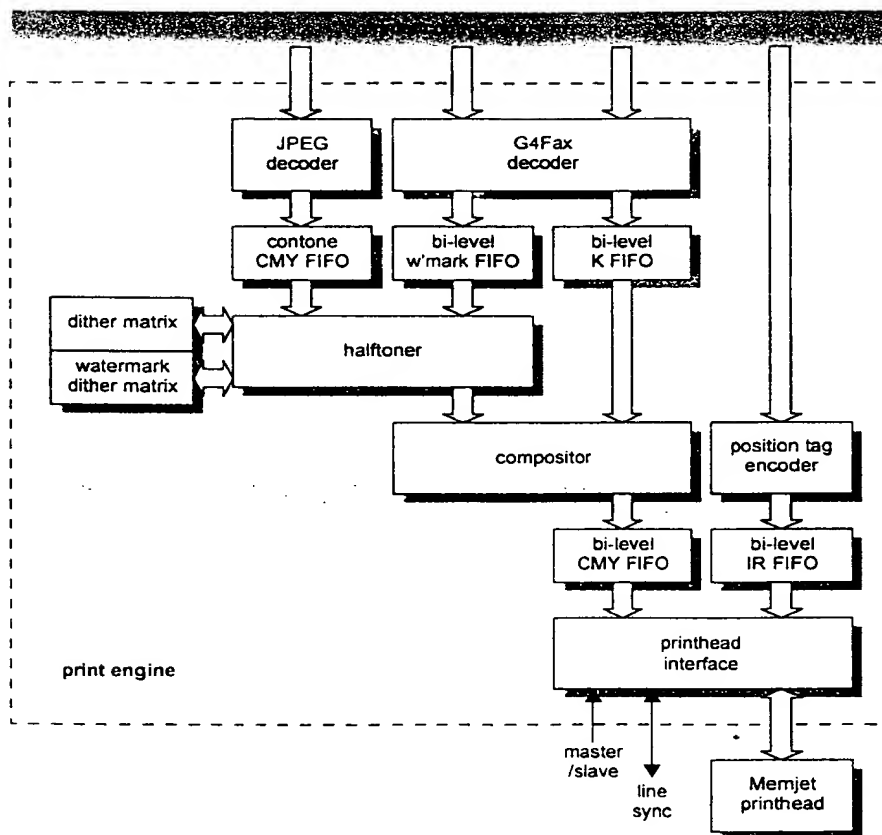 JPEG
decoder
G4Fax
decoder
contone
CMY FIFO
bi-level
w'mark FIFO
bi-level
K FIFO
dither matrix
watermark
dither matrix
halftoner
compositor
position tag
encoder
bi-level
CMY FIFO
bi-level
IR FIFO
printhead
interface
print engine
master
/slave
line
sync
Memjet
printhead